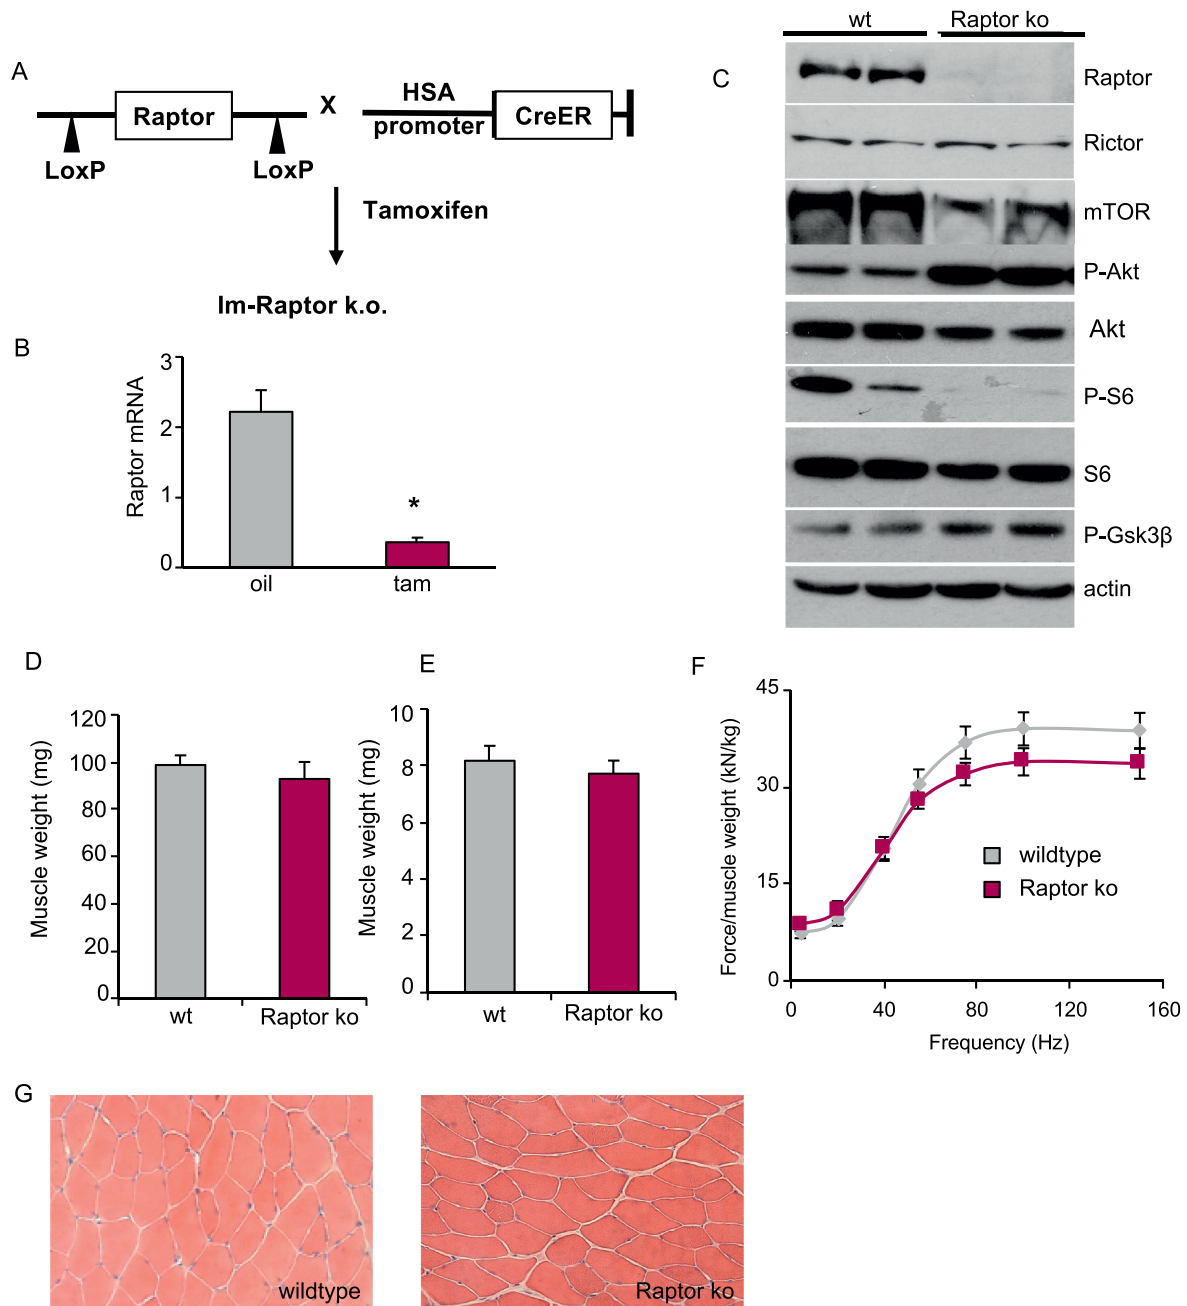 A
Raptor
X
HSA
promoter
CreER
LoxP
LoxP
Tamoxifen
Im-Raptor k.o.
B
Raptor mRNA
3
2
1
0
*
oil
tam
C
wt
Raptor ko
Raptor
Rictor
mTOR
P-Akt
Akt
P-S6
S6
P-Gsk3β
actin
D
Muscle weight (mg)
120
100
80
60
40
20
0
wt
Raptor ko
E
Muscle weight (mg)
10
8
6
4
2
0
wt
Raptor ko
F
Force/muscle weight (kN/kg)
45
30
15
0
wildtype
Raptor ko
0
40
80
120
160
Frequency (Hz)
G
wildtype
Raptor ko